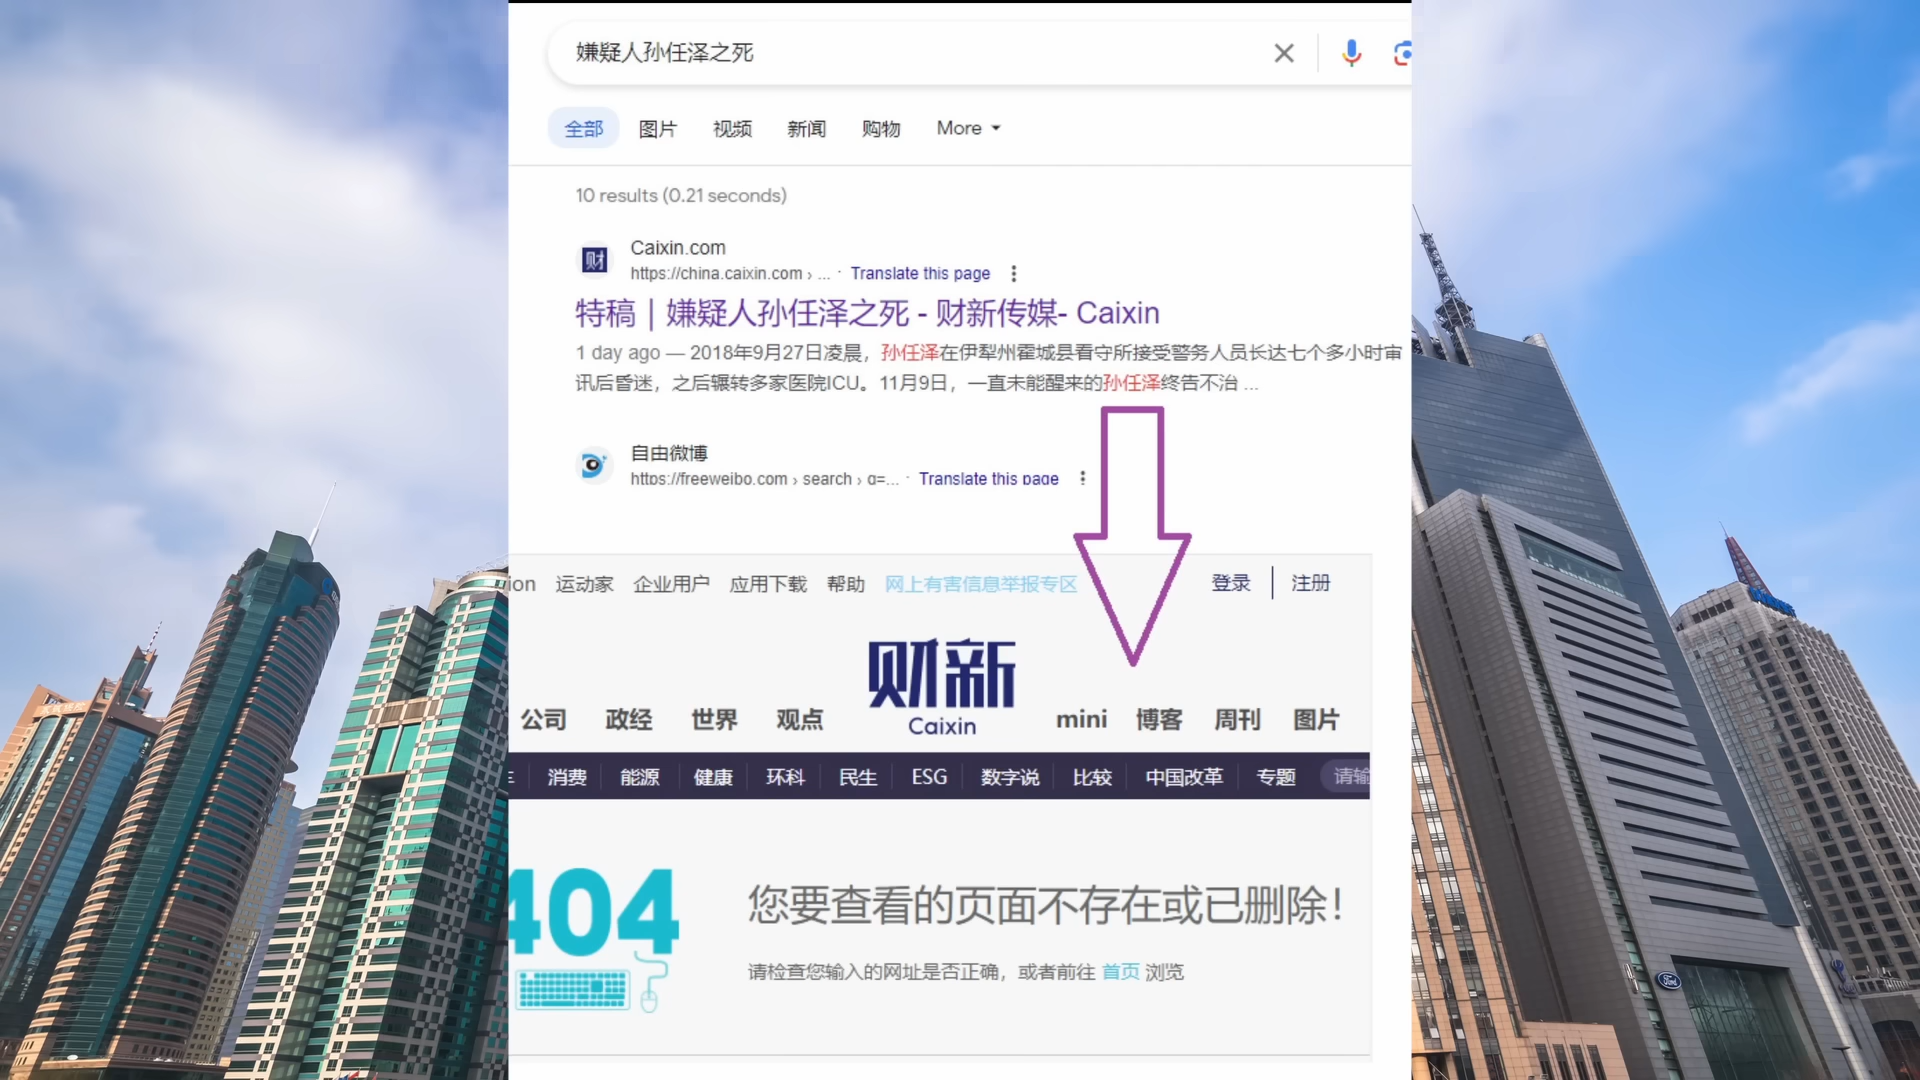 嫌疑人孙任泽之死
全部 图片 视频 新闻 购物 More
10 results (0.21 seconds)
财
Caixin.com
https://china.caixin.com › ... · Translate this page
特稿｜嫌疑人孙任泽之死 - 财新传媒- Caixin
1 day ago — 2018年9月27日凌晨，孙任泽在伊犁州霍城县看守所接受警务人员长达七个多小时审
讯后昏迷，之后辗转多家医院ICU。11月9日，一直未能醒来的孙任泽终告不治 ...
自由微博
https://freeweibo.com › search › q=... · Translate this page
ion 运动家 企业用户 应用下载 帮助 网上有害信息举报专区 登录 注册
财新
Caixin
公司 政经 世界 观点 mini 博客 周刊 图片
消费 能源 健康 环科 民生 ESG 数字说 比较 中国改革 专题 请输
404
您要查看的页面不存在或已删除！
请检查您输入的网址是否正确，或者前往 首页 浏览
Ford